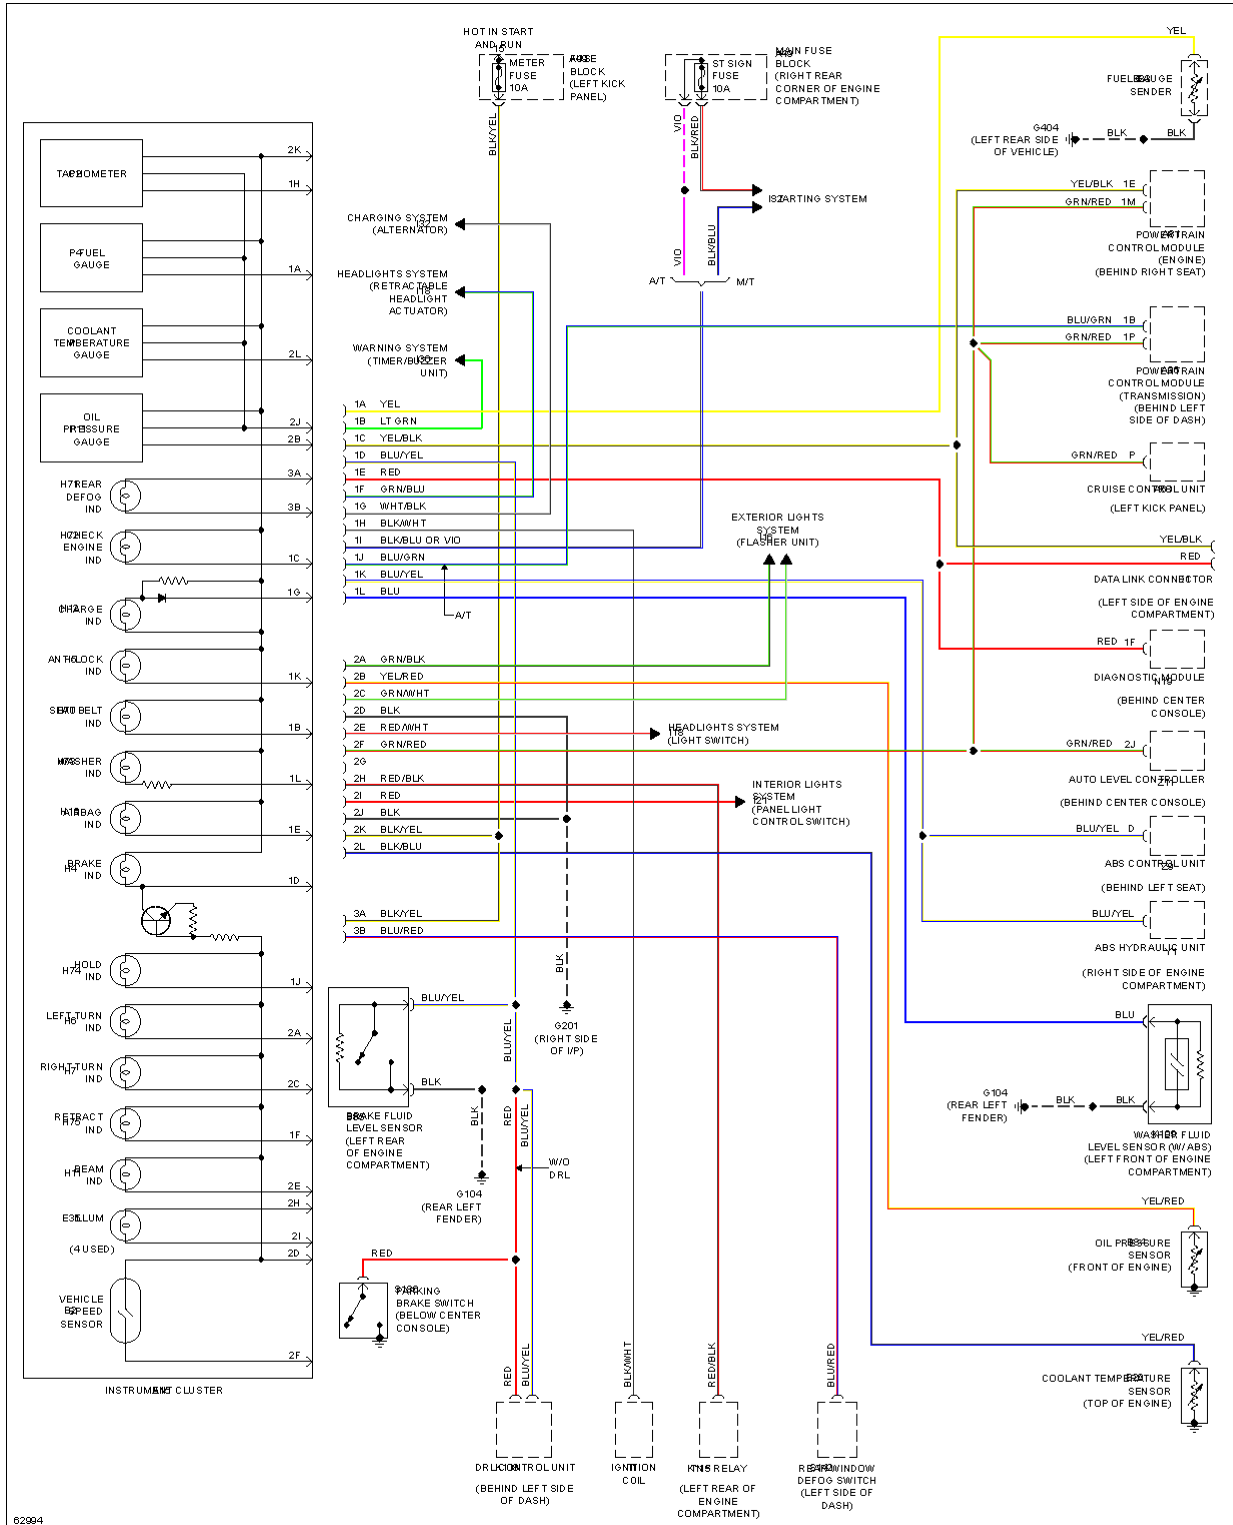 HOT IN START
AND RUN
15
METER
FUSE
10A
FUSE
BLOCK
(LEFT KICK
PANEL)
ST SIGN
FUSE
10A
MAIN FUSE
BLOCK
(RIGHT REAR
CORNER OF ENGINE
COMPARTMENT)
YEL
FUEL GAUGE
SENDER
G404
(LEFT REAR SIDE
OF VEHICLE)
BLK
BLK
BLK/YEL
VIO
BLK/RED
STARTING SYSTEM
VIO
BLK/BLU
A/T
M/T
CHARGING SYSTEM
(ALTERNATOR)
HEADLIGHTS SYSTEM
(RETRACTABLE
HEADLIGHT
ACTUATOR)
I18
WARNING SYSTEM
(TIMER/BUZZER
UNIT)
TACHOMETER
2K
1H
P4
FUEL
GAUGE
1A
COOLANT
TEMPERATURE
GAUGE
2L
OIL
PRESSURE
GAUGE
2J
2B
H71
REAR
DEFOG
IND
3A
3B
CHECK
ENGINE
IND
1C
CHARGE
IND
1G
ANTI-LOCK
IND
1K
SEAT BELT
IND
1B
WASHER
IND
1L
AIRBAG
IND
1E
BRAKE
H4
IND
1D
HOLD
H74
IND
1J
LEFT TURN
H6
IND
2A
RIGHT TURN
H7
IND
2C
RETRACT
H75
IND
1F
BEAM
H11
IND
2E
2H
E35
ILLUM
2I
(4 USED)
2D
VEHICLE
SPEED
SENSOR
2F
INSTRUMENT CLUSTER
1A YEL
1B LT GRN
1C YEL/BLK
1D BLU/YEL
1E RED
1F GRN/BLU
1G WHT/BLK
1H BLK/WHT
1I BLK/BLU OR VIO
1J BLU/GRN
1K BLU/YEL
1L BLU
A/T
2A GRN/BLK
2B YEL/RED
2C GRN/WHT
2D BLK
2E RED/WHT
2F GRN/RED
2G
2H RED/BLK
2I RED
2J BLK
2K BLK/YEL
2L BLK/BLU
3A BLK/YEL
3B BLU/RED
EXTERIOR LIGHTS
SYSTEM
(FLASHER UNIT)
HEADLIGHTS SYSTEM
I18
(LIGHT SWITCH)
INTERIOR LIGHTS
SYSTEM
I21
(PANEL LIGHT
CONTROL SWITCH)
YEL/BLK 1E
GRN/RED 1M
POWERTRAIN
CONTROL MODULE
(ENGINE)
(BEHIND RIGHT SEAT)
BLU/GRN 1B
GRN/RED 1P
POWERTRAIN
CONTROL MODULE
(TRANSMISSION)
(BEHIND LEFT
SIDE OF DASH)
GRN/RED P
CRUISE CONTROL UNIT
(LEFT KICK PANEL)
YEL/BLK
RED
DATA LINK CONNECTOR
(LEFT SIDE OF ENGINE
COMPARTMENT)
RED 1F
DIAGNOSTIC MODULE
N19
(BEHIND CENTER
CONSOLE)
GRN/RED 2J
AUTO LEVEL CONTROLLER
Z11
(BEHIND CENTER CONSOLE)
BLU/YEL D
ABS CONTROL UNIT
Z9
(BEHIND LEFT SEAT)
BLU/YEL
ABS HYDRAULIC UNIT
Y1
(RIGHT SIDE OF ENGINE
COMPARTMENT)
BLU
G104
(REAR LEFT
FENDER)
BLK
BLK
WASHER FLUID
LEVEL SENSOR (W/ABS)
(LEFT FRONT OF ENGINE
COMPARTMENT)
YEL/RED
OIL PRESSURE
SENSOR
(FRONT OF ENGINE)
YEL/RED
COOLANT TEMPERATURE
SENSOR
(TOP OF ENGINE)
BLU/YEL
BLK
BRAKE FLUID
LEVEL SENSOR
(LEFT REAR
OF ENGINE
COMPARTMENT)
BLK
G104
(REAR LEFT
FENDER)
BLK
G201
(RIGHT SIDE
OF I/P)
BLU/YEL
RED
BLU/YEL
W/O
DRL
RED
PARKING
BRAKE SWITCH
(BELOW CENTER
CONSOLE)
RED
BLU/YEL
BLK/WHT
RED/BLK
BLU/RED
DRL CONTROL UNIT
(BEHIND LEFT SIDE
OF DASH)
IGNITION
COIL
RELAY
(LEFT REAR OF
ENGINE
COMPARTMENT)
REAR WINDOW
DEFOG SWITCH
(LEFT SIDE OF
DASH)
62994